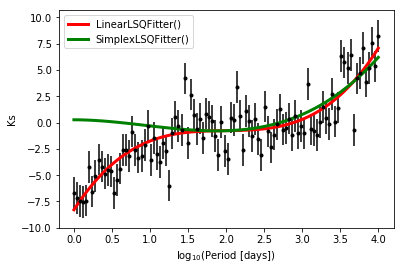 LinearLSQFitter()
SimplexLSQFitter()
10.0
7.5
5.0
2.5
0.0
−2.5
−5.0
−7.5
−10.0
Ks
0.0 0.5 1.0 1.5 2.0 2.5 3.0 3.5 4.0
log₁₀(Period [days])